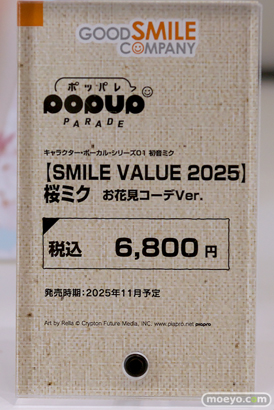 GOODSMILE
COMPANY
ポッパレっ
POPUP
PARADE
キャラクター・ボーカル・シリーズ01 初音ミク
【SMILE VALUE 2025】
桜ミク お花見コーデVer.
税込 6,800円
発売時期：2025年11月予定
Art by Rella © Crypton Future Media, INC. www.piapro.net piapro
moeyo.com